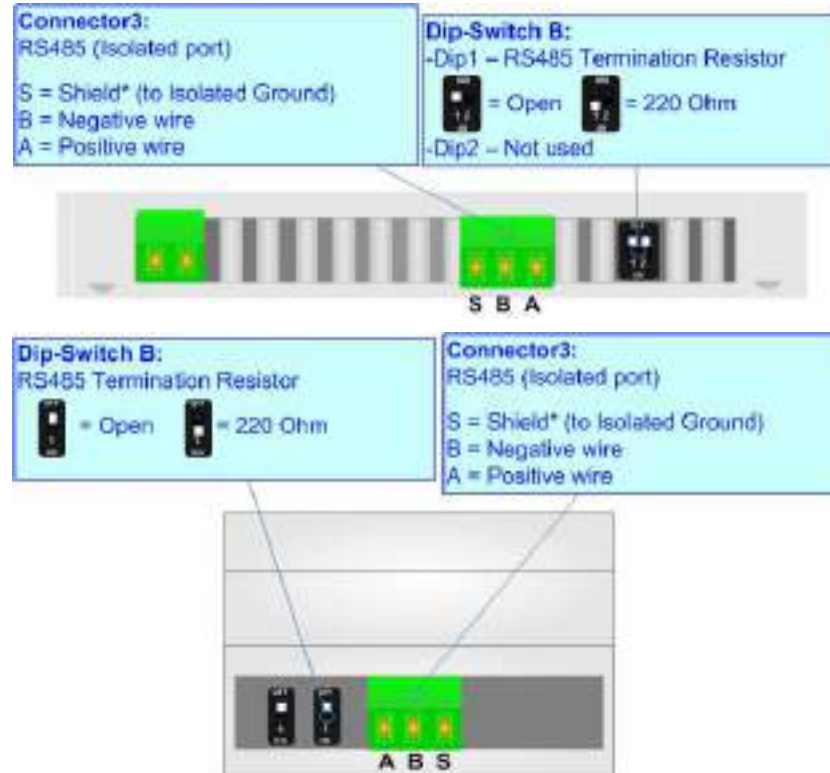 Connector3:
RS485 (Isolated port)
S = Shield* (to Isolated Ground)
B = Negative wire
A = Positive wire
Dip-Switch B:
-Dip1 – RS485 Termination Resistor
= Open = 220 Ohm
-Dip2 – Not used
S B A
Dip-Switch B:
RS485 Termination Resistor
= Open = 220 Ohm
Connector3:
RS485 (Isolated port)
S = Shield* (to Isolated Ground)
B = Negative wire
A = Positive wire
A B S